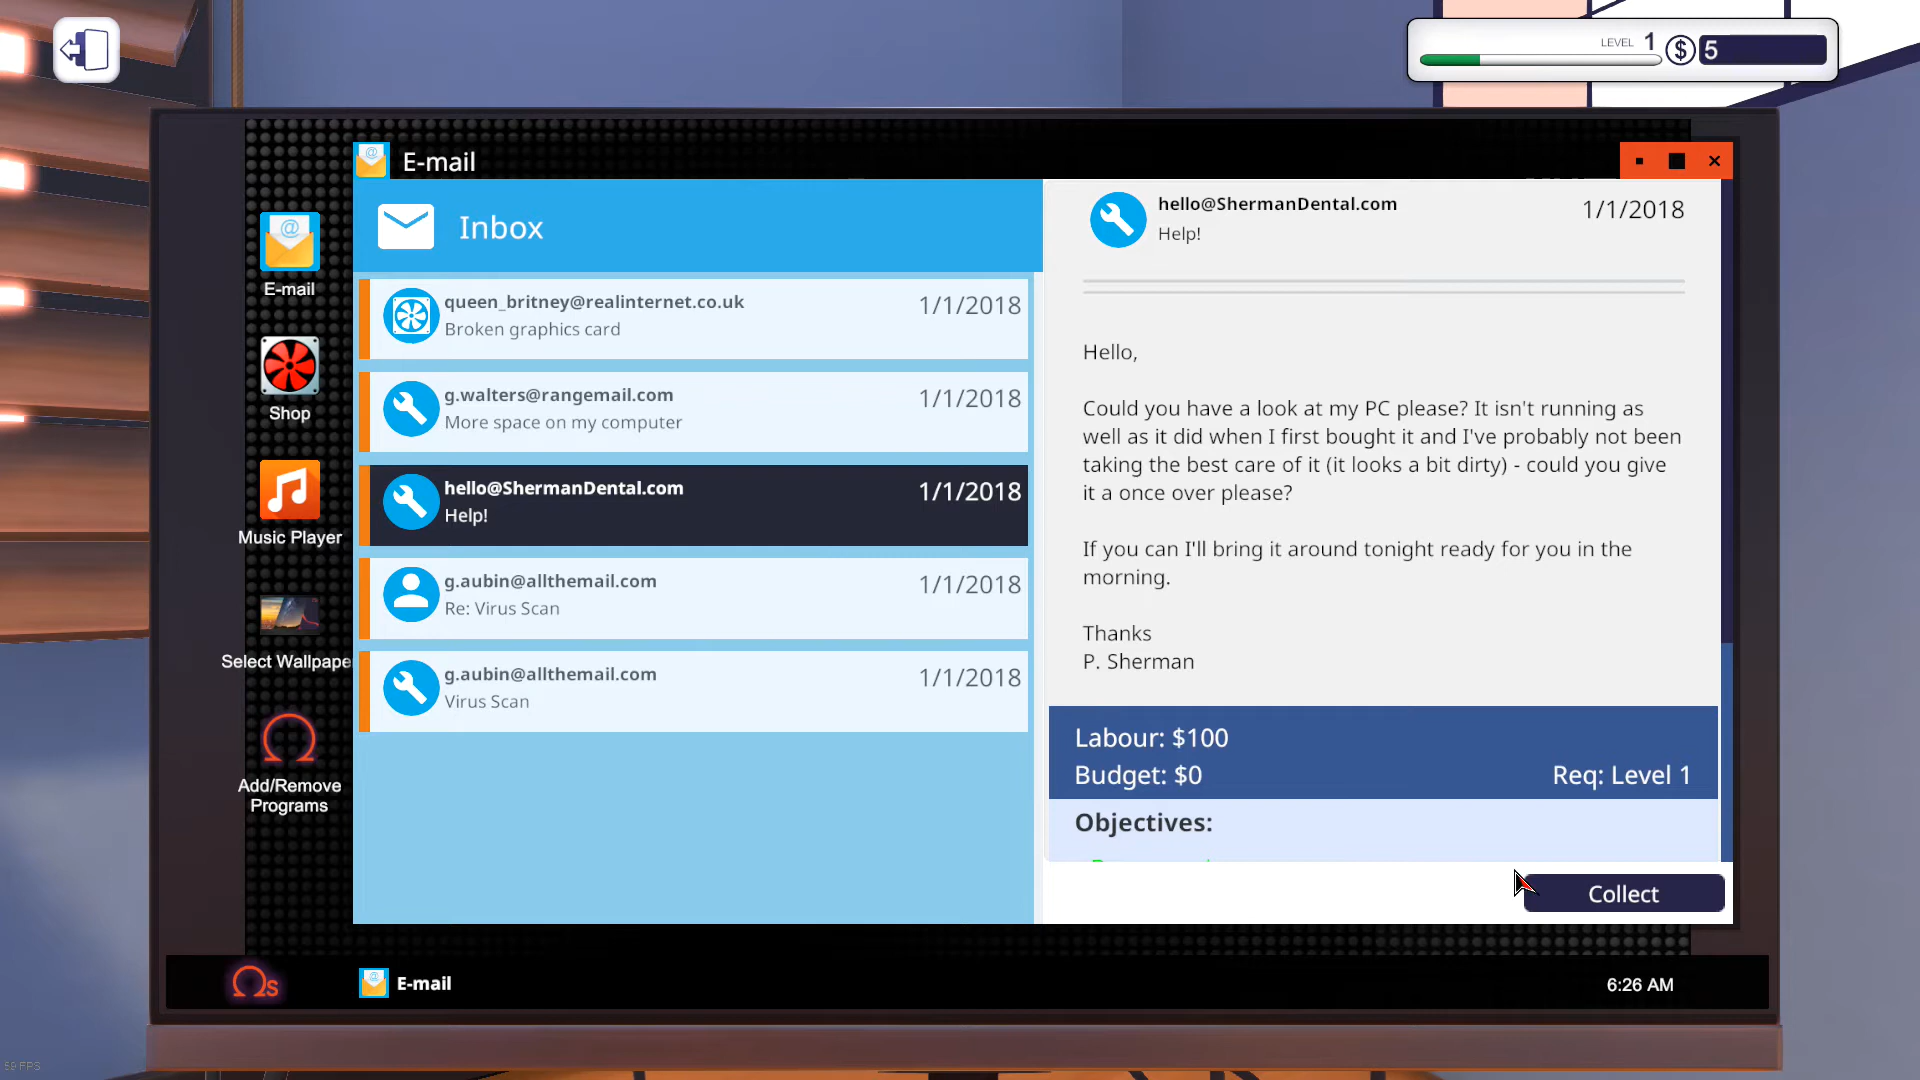 LEVEL 1
$ 5
E-mail
Inbox
queen_britney@realinternet.co.uk 1/1/2018
Broken graphics card
g.walters@rangemail.com 1/1/2018
More space on my computer
hello@ShermanDental.com 1/1/2018
Help!
g.aubin@allthemail.com 1/1/2018
Re: Virus Scan
g.aubin@allthemail.com 1/1/2018
Virus Scan
hello@ShermanDental.com 1/1/2018
Help!
Hello,
Could you have a look at my PC please? It isn't running as
well as it did when I first bought it and I've probably not been
taking the best care of it (it looks a bit dirty) - could you give
it a once over please?
If you can I'll bring it around tonight ready for you in the
morning.
Thanks
P. Sherman
Labour: $100
Budget: $0 Req: Level 1
Objectives:
Collect
E-mail
Shop
Music Player
Select Wallpape
Add/Remove
Programs
Ωs E-mail 6:26 AM
59 FPS